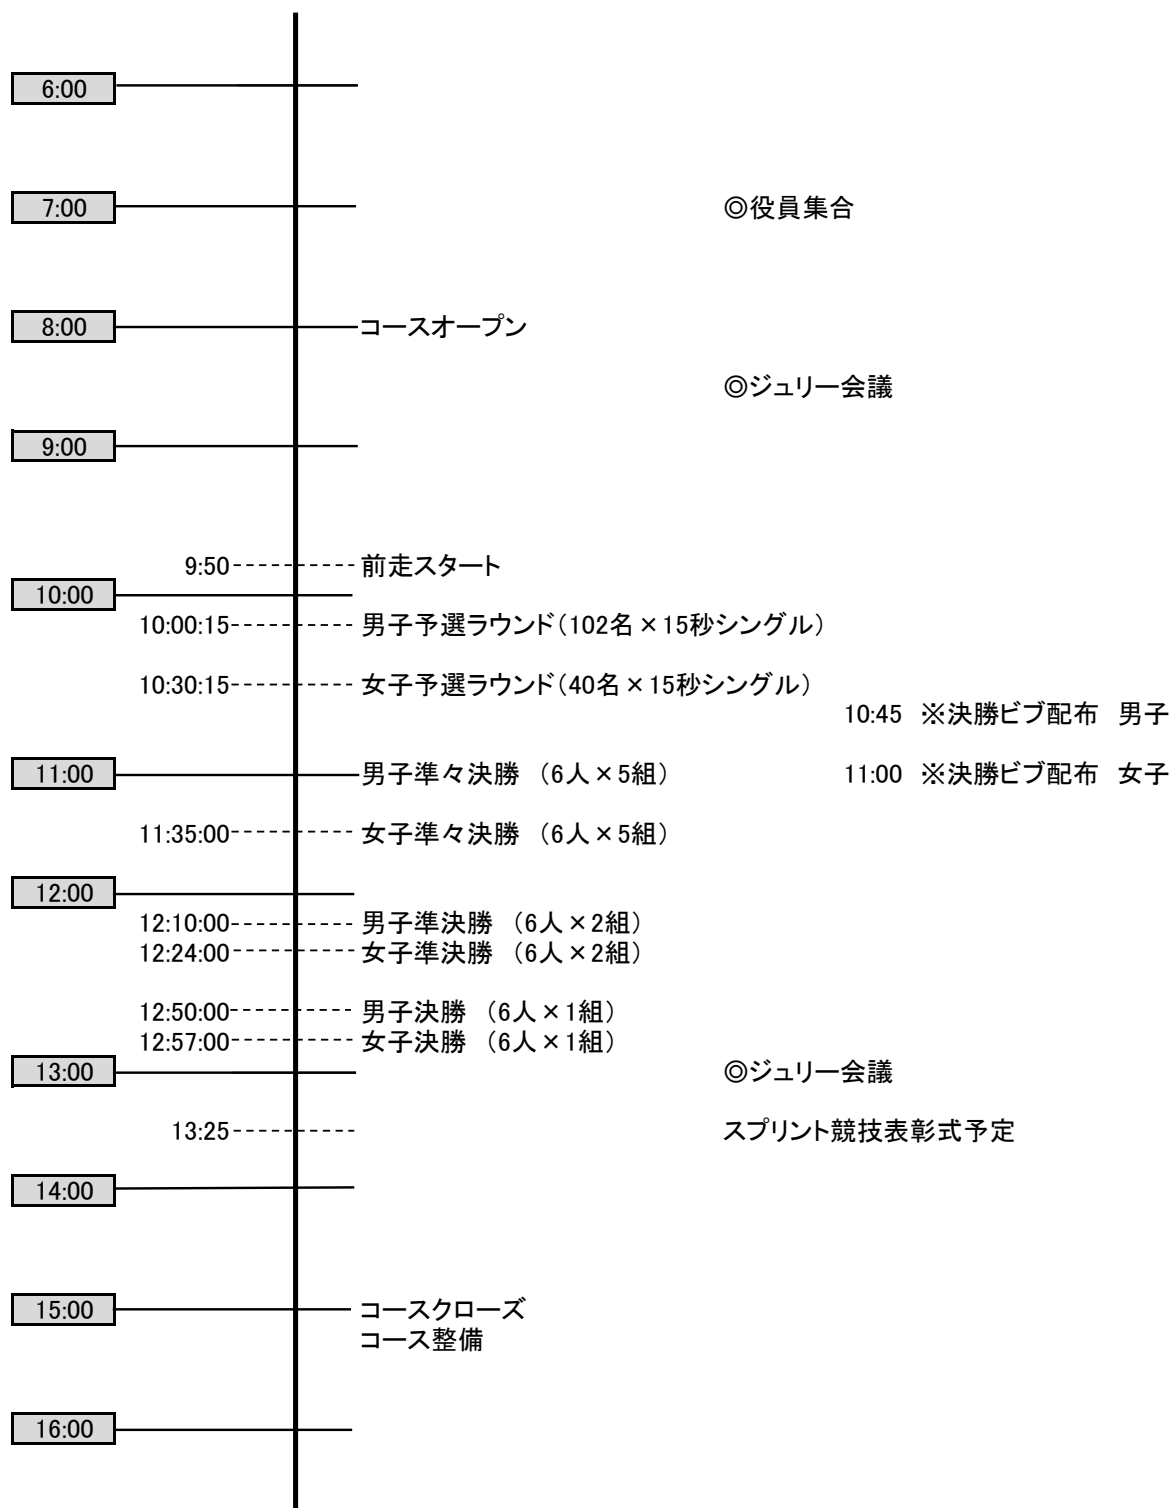 6:00
7:00 ◎役員集合
8:00 コースオープン
◎ジュリー会議
9:00
9:50 前走スタート
10:00
10:00:15 男子予選ラウンド（102名×15秒シングル）
10:30:15 女子予選ラウンド（40名×15秒シングル）
10:45 ※決勝ビブ配布 男子
11:00 男子準々決勝 （6人×5組） 11:00 ※決勝ビブ配布 女子
11:35:00 女子準々決勝 （6人×5組）
12:00
12:10:00 男子準決勝 （6人×2組）
12:24:00 女子準決勝 （6人×2組）
12:50:00 男子決勝 （6人×1組）
12:57:00 女子決勝 （6人×1組）
13:00 ◎ジュリー会議
13:25 スプリント競技表彰式予定
14:00
15:00 コースクローズ
コース整備
16:00